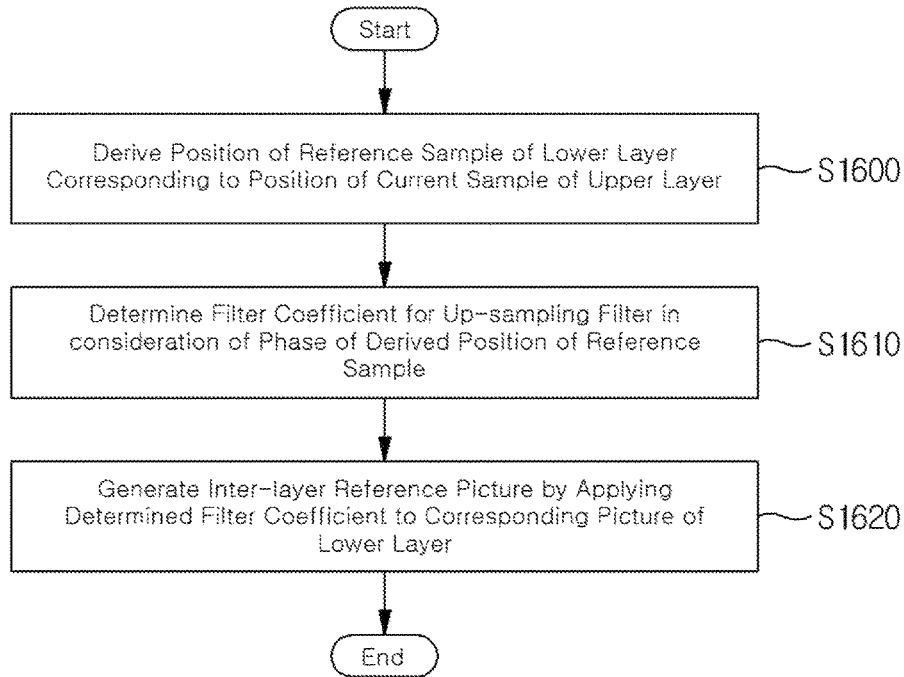 Start
Derive Position of Reference Sample of Lower Layer
Corresponding to Position of Current Sample of Upper Layer
S1600
Determine Filter Coefficient for Up-sampling Filter in
consideration of Phase of Derived Position of Reference
Sample
S1610
Generate Inter-layer Reference Picture by Applying
Determined Filter Coefficient to Corresponding Picture of
Lower Layer
S1620
End